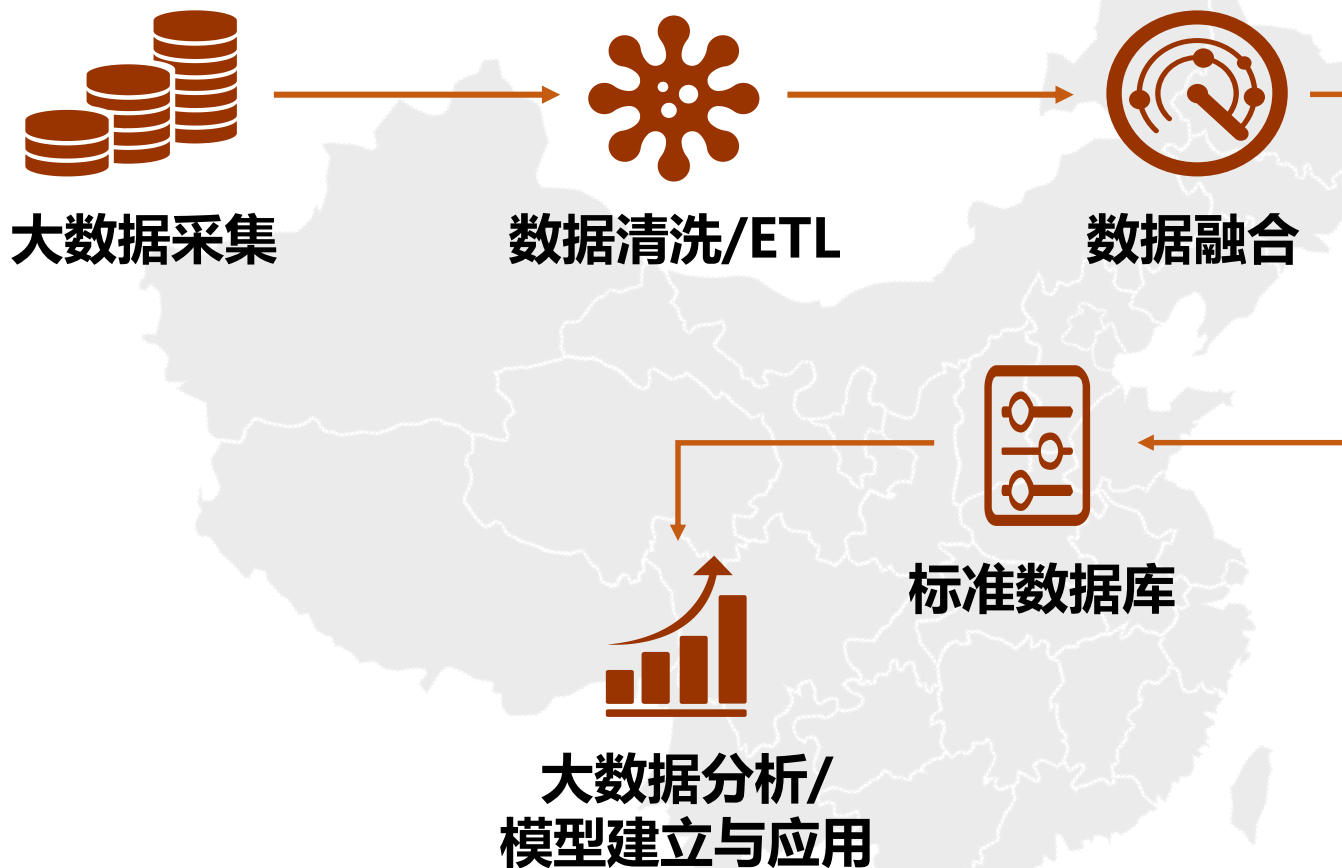 大数据采集
数据清洗/ETL
数据融合
标准数据库
大数据分析/
模型建立与应用